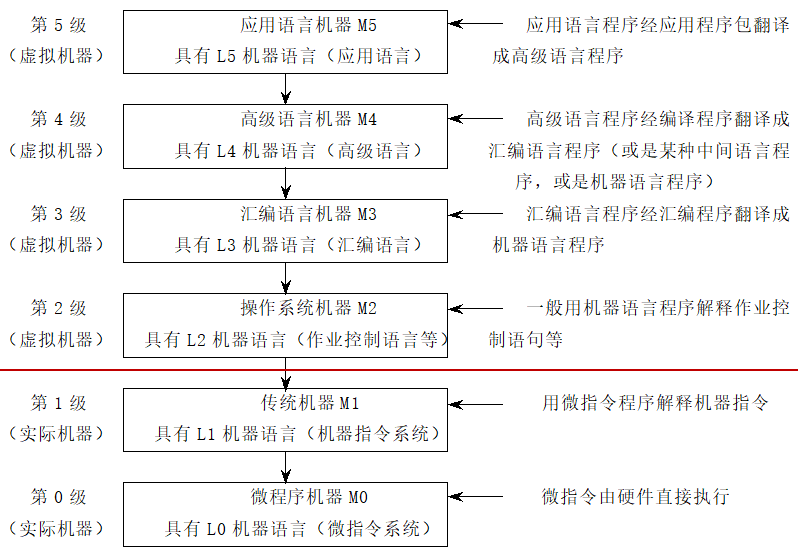 第 5 级 应用语言机器 M5 应用语言程序经应用程序包翻译
（虚拟机器） 具有 L5 机器语言（应用语言） 成高级语言程序
第 4 级 高级语言机器 M4 高级语言程序经编译程序翻译成
（虚拟机器） 具有 L4 机器语言（高级语言） 汇编语言程序（或是某种中间语言程
序，或是机器语言程序）
第 3 级 汇编语言机器 M3 汇编语言程序经汇编程序翻译成
（虚拟机器） 具有 L3 机器语言（汇编语言） 机器语言程序
第 2 级 操作系统机器 M2 一般用机器语言程序解释作业控
（虚拟机器） 具有 L2 机器语言（作业控制语言等） 制语句等
第 1 级 传统机器 M1 用微指令程序解释机器指令
（实际机器） 具有 L1 机器语言（机器指令系统）
第 0 级 微程序机器 M0 微指令由硬件直接执行
（实际机器） 具有 L0 机器语言（微指令系统）